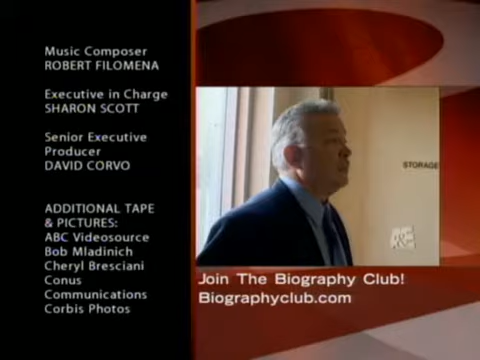 Music Composer
ROBERT FILOMENA
Executive in Charge
SHARON SCOTT
Senior Executive
Producer
DAVID CORVO
ADDITIONAL TAPE
& PICTURES:
ABC Videosource
Bob Mladinich
Cheryl Bresciani
Conus
Communications
Corbis Photos
STORAGE
A&E
Join The Biography Club!
Biographyclub.com